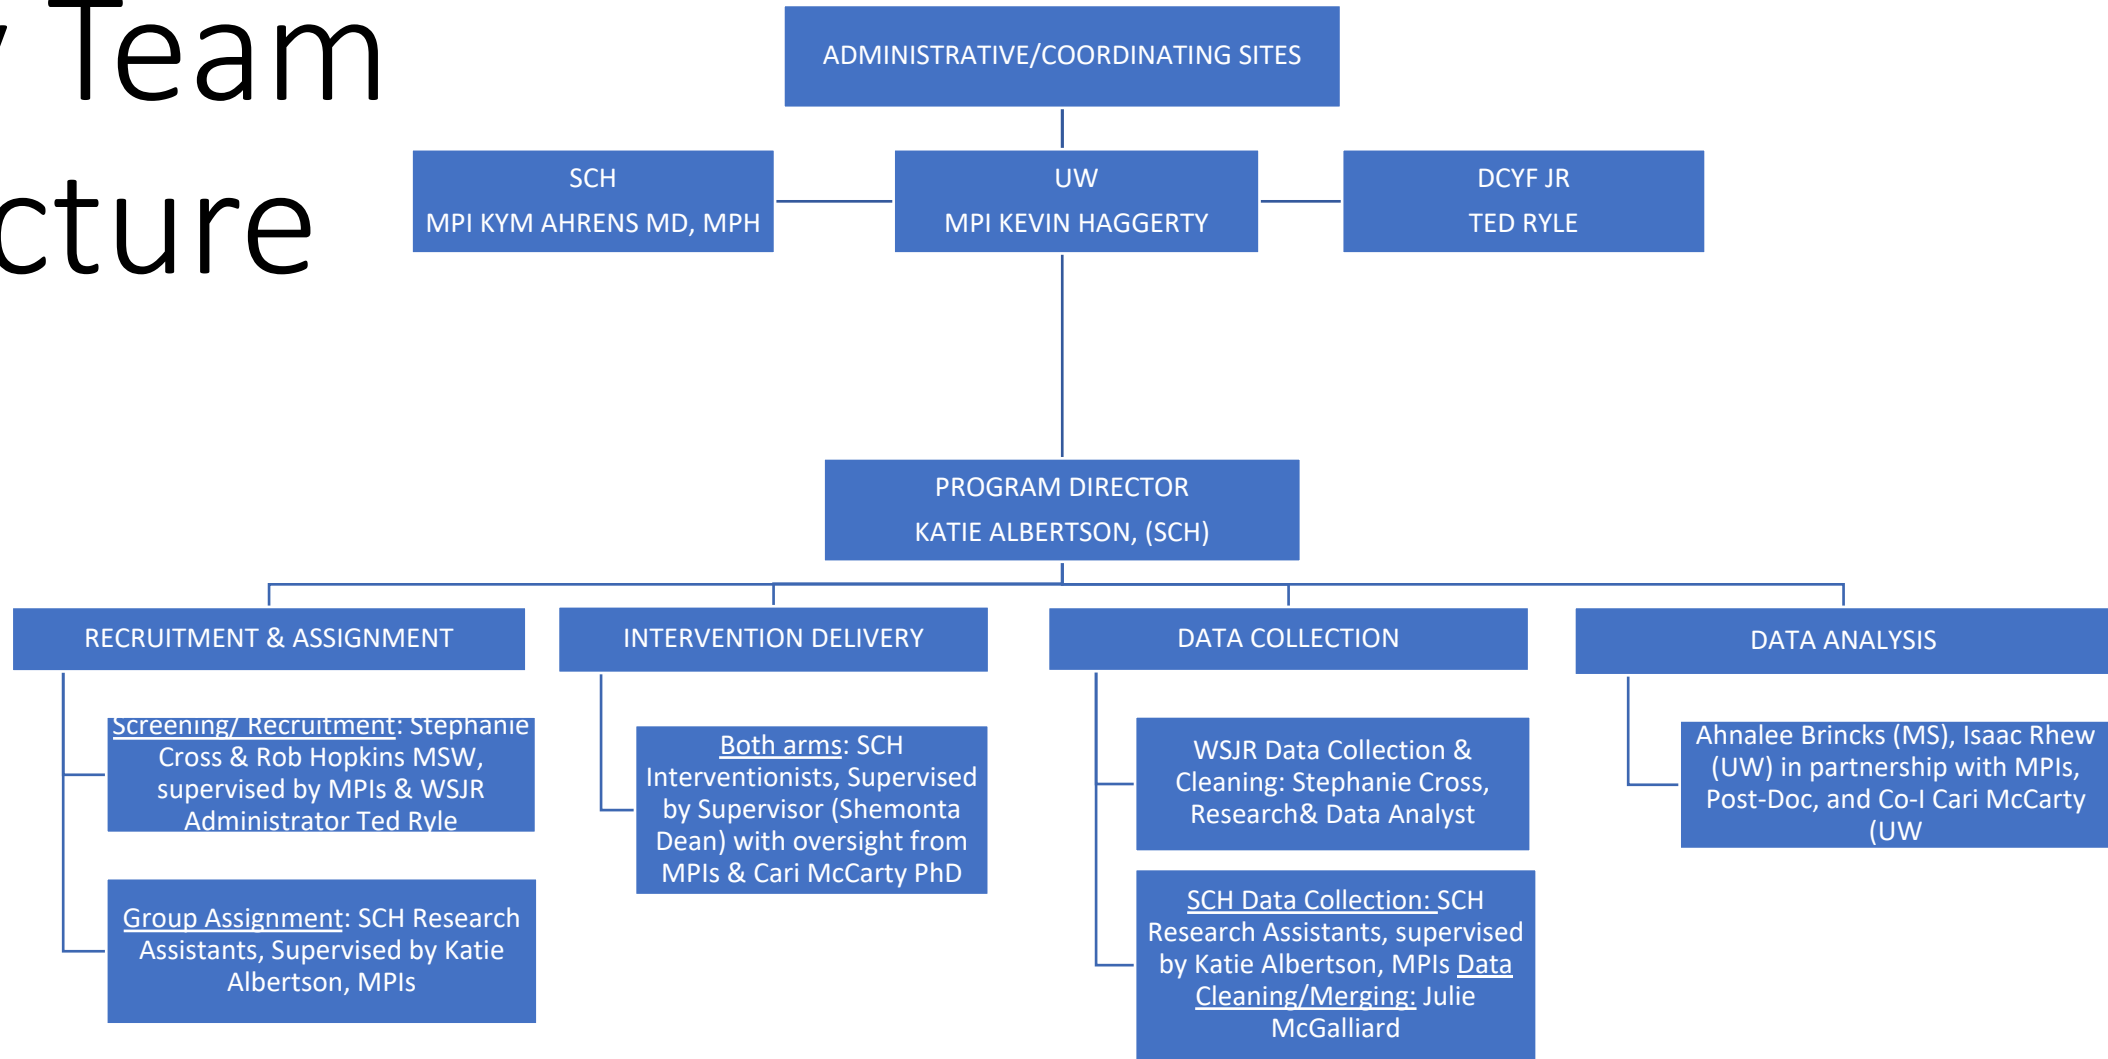 Team
cture
ADMINISTRATIVE/COORDINATING SITES
SCH
MPI KYM AHRENS MD, MPH
UW
MPI KEVIN HAGGERTY
DCYF JR
TED RYLE
PROGRAM DIRECTOR
KATIE ALBERTSON, (SCH)
RECRUITMENT & ASSIGNMENT
Screening/ Recruitment: Stephanie
Cross & Rob Hopkins MSW,
supervised by MPIs & WSJR
Administrator Ted Ryle
Group Assignment: SCH Research
Assistants, Supervised by Katie
Albertson, MPIs
INTERVENTION DELIVERY
Both arms: SCH
Interventionists, Supervised
by Supervisor (Shemonta
Dean) with oversight from
MPIs & Cari McCarty PhD
DATA COLLECTION
WSJR Data Collection &
Cleaning: Stephanie Cross,
Research& Data Analyst
SCH Data Collection: SCH
Research Assistants, supervised
by Katie Albertson, MPIs Data
Cleaning/Merging: Julie
McGalliard
DATA ANALYSIS
Ahnalee Brincks (MS), Isaac Rhew
(UW) in partnership with MPIs,
Post-Doc, and Co-I Cari McCarty
(UW